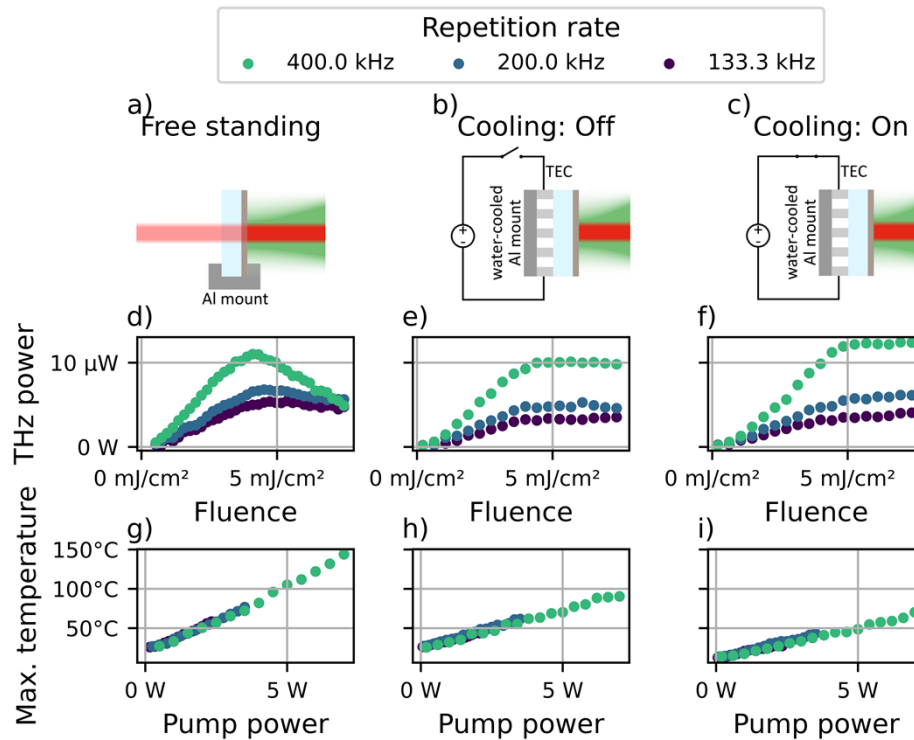 Repetition rate
400.0 kHz 200.0 kHz 133.3 kHz
a) b) c)
Free standing Cooling: Off Cooling: On
TEC TEC
water-cooled
Al mount
+
-
water-cooled
Al mount
+
-
Al mount
d) e) f)
THz power
10 µW
0 W
0 mJ/cm² 5 mJ/cm² 0 mJ/cm² 5 mJ/cm² 0 mJ/cm² 5 mJ/cm²
Fluence Fluence Fluence
g) h) i)
Max. temperature
150°C
100°C
50°C
0 W 5 W 0 W 5 W 0 W 5 W
Pump power Pump power Pump power